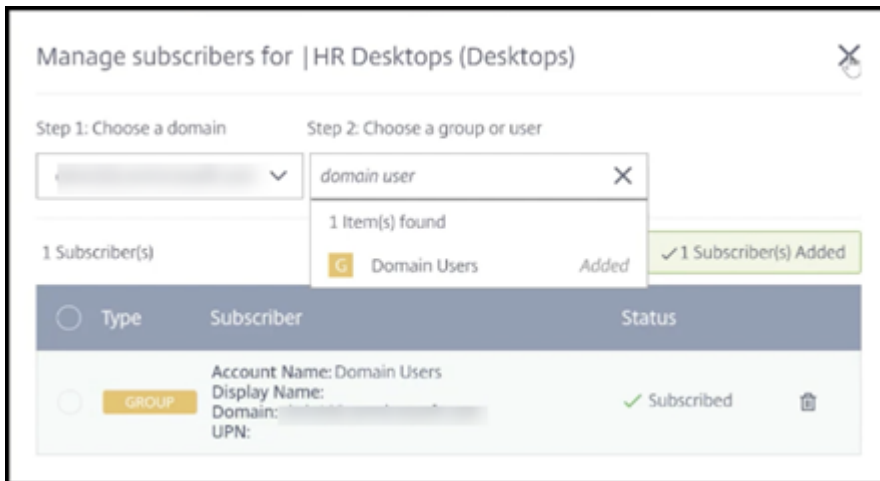 Manage subscribers for |HR Desktops (Desktops)
Step 1: Choose a domain
Step 2: Choose a group or user
domain user
1 Item(s) found
G Domain Users Added
1 Subscriber(s)
1 Subscriber(s) Added
Type Subscriber Status
GROUP
Account Name: Domain Users
Display Name:
Domain:
UPN:
Subscribed